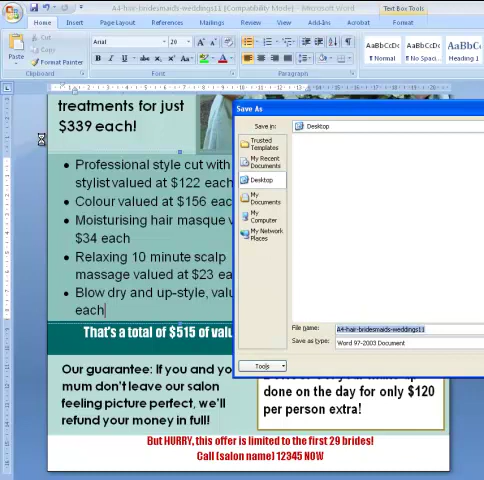 A4-hair-bridesmaids-weddings11 [Compatibility Mode] - Microsoft Word
Text Box Tools
Home Insert Page Layout References Mailings Review View Add-Ins Acrobat Format
Cut
Copy
Format Painter
Paste
Clipboard
Arial
20
Font
Paragraph
AaBbCcDc AaBbCcDc AaBbC
¶ Normal ¶ No Spaci... Heading 1
treatments for just
$339 each!
• Professional style cut with
stylist valued at $122 each
• Colour valued at $156 eac
• Moisturising hair masque v
$34 each
• Relaxing 10 minute scalp
massage valued at $23 ea
• Blow dry and up-style, valu
each
That's a total of $515 of valu
Our guarantee: If you and yo
mum don't leave our salon
feeling picture perfect, we'll
refund your money in full!
done on the day for only $120
per person extra!
But HURRY, this offer is limited to the first 29 brides!
Call [salon name] 12345 NOW
Save As
Save in:
Desktop
Trusted
Templates
My Recent
Documents
Desktop
My
Documents
My
Computer
My Network
Places
File name:
A4-hair-bridesmaids-weddings11
Save as type:
Word 97-2003 Document
Tools